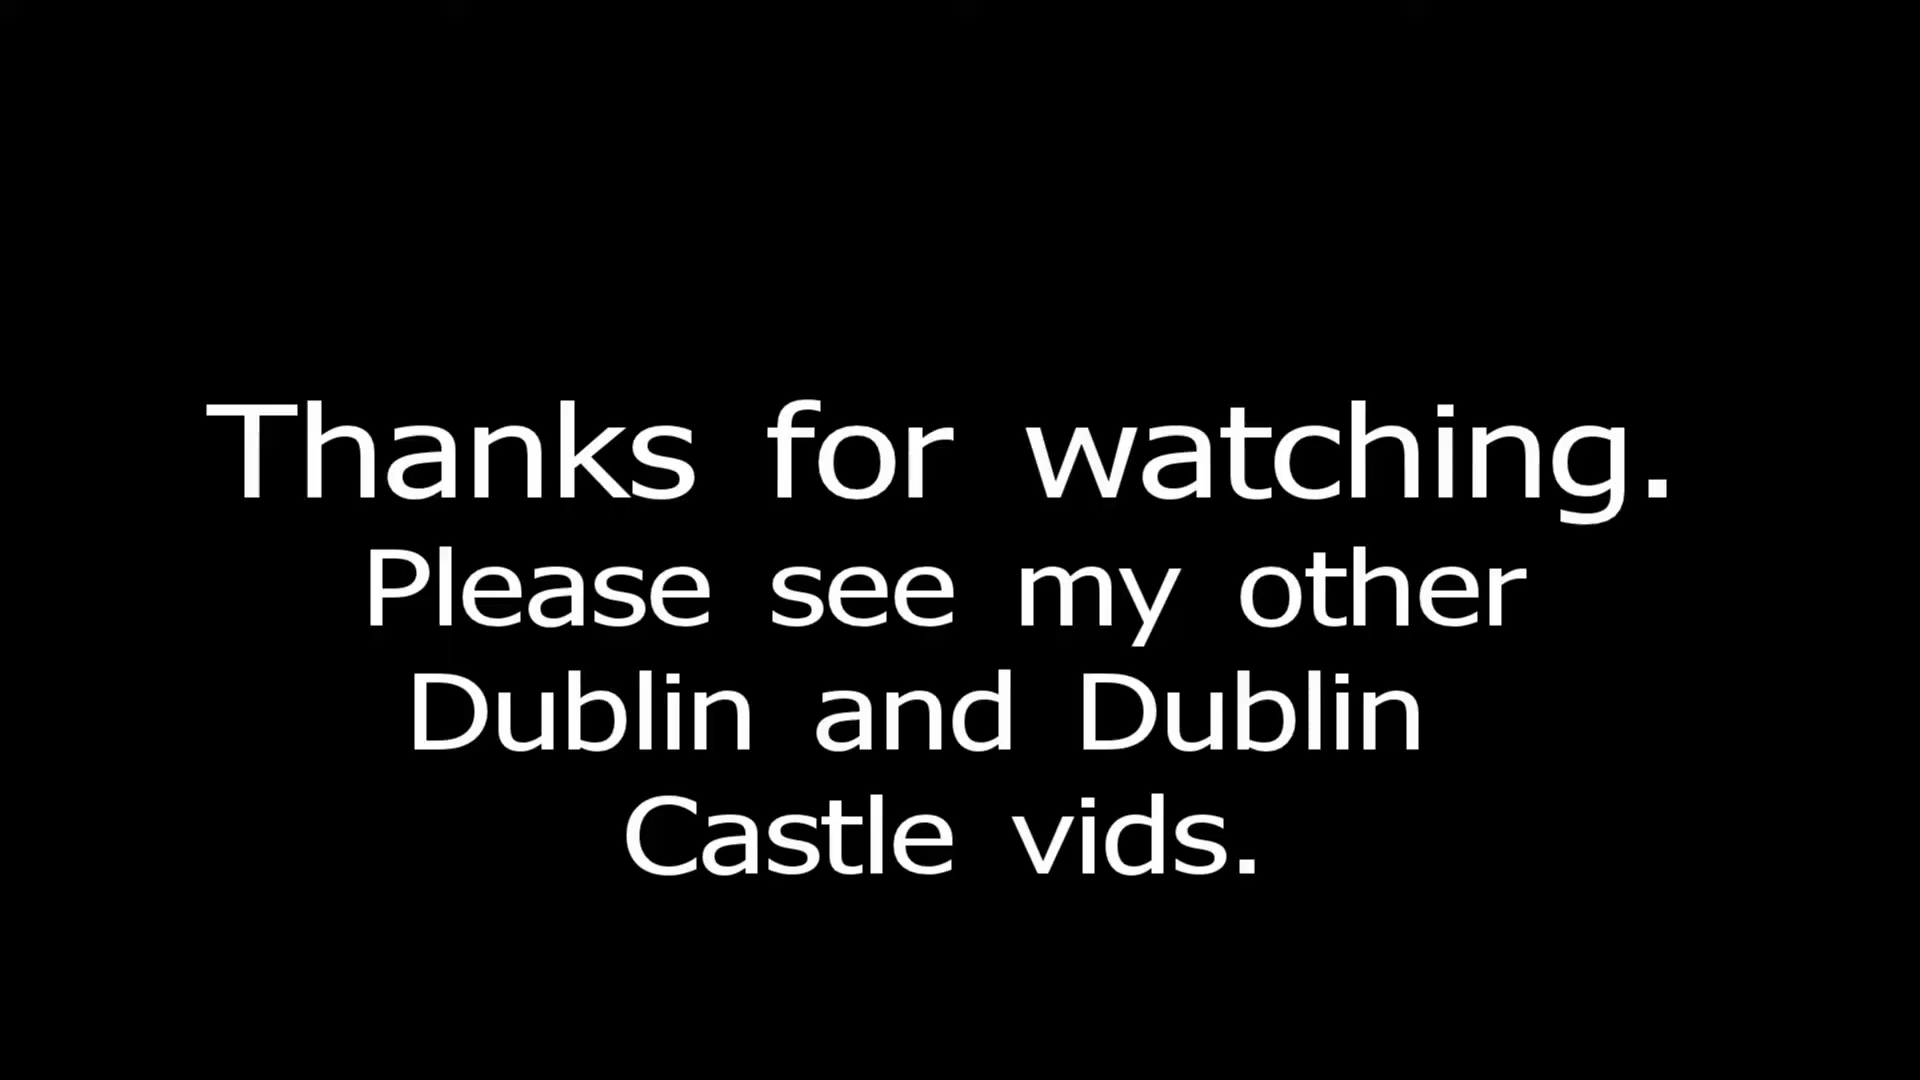 Thanks for watching.
Please see my other
Dublin and Dublin
Castle vids.